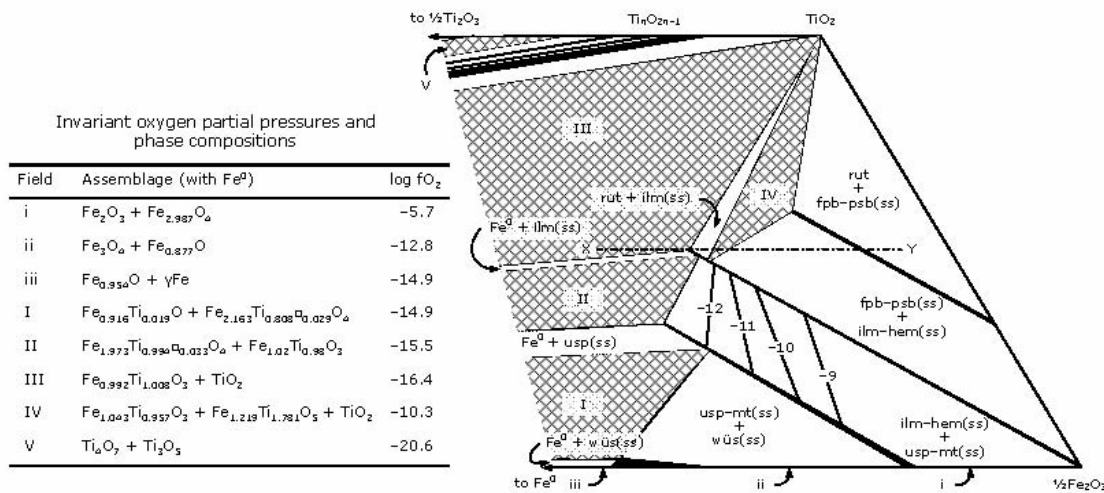 Invariant oxygen partial pressures and
phase compositions
Field Assemblage (with Feᵅ) log fO₂
i Fe₂O₃ + Fe₂.₉₈₇O₄ −5.7
ii Fe₃O₄ + Fe₀.₈₇₇O −12.8
iii Fe₀.₉₅₄O + γFe −14.9
I Fe₀.₉₁₆Ti₀.₀₁₉O + Fe₂.₁₆₃Ti₀.₈₀₈□₀.₀₂₉O₄ −14.9
II Fe₁.₉₇₃Ti₀.₉₉₄□₀.₀₃₃O₄ + Fe₁.₀₂Ti₀.₉₈O₃ −15.5
III Fe₀.₉₉₂Ti₁.₀₀₈O₃ + TiO₂ −16.4
IV Fe₁.₀₄₃Ti₀.₉₅₇O₃ + Fe₁.₂₁₉Ti₁.₇₈₁O₅ + TiO₂ −10.3
V Ti₄O₇ + Ti₃O₅ −20.6
to ½Ti₂O₃ TiₙO₂ₙ₋₁ TiO₂
V
III
rut
+
fpb-psb(ss)
IV
rut + ilm(ss)
Feᵅ + ilm(ss)
X Y
II
fpb-psb(ss)
+
ilm-hem(ss)
-12
-11
-10
-9
Feᵅ + usp(ss)
I
usp-mt(ss)
+
wüs(ss)
ilm-hem(ss)
+
usp-mt(ss)
Feᵅ + wüs(ss)
to Feᵅ iii ii i ½Fe₂O₃